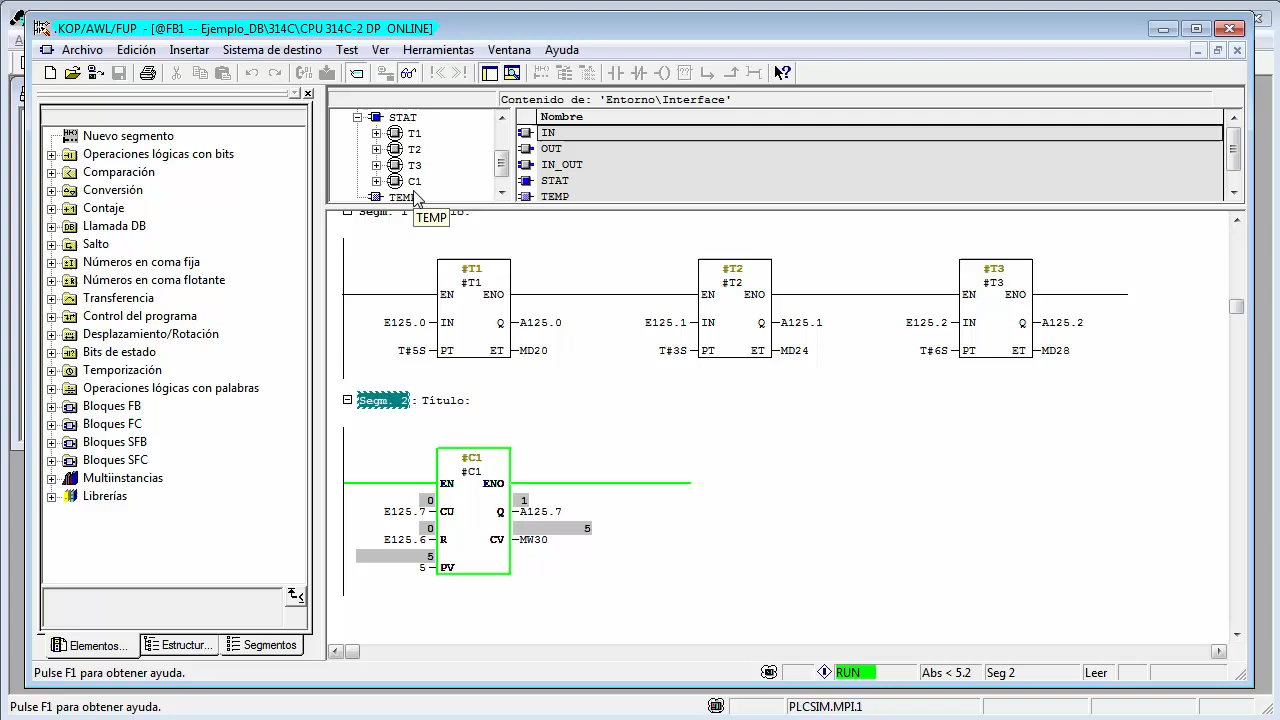 KOP/AWL/FUP - [@FB1 -- Ejemplo_DB\314C\CPU 314C-2 DP ONLINE]
Archivo Edición Insertar Sistema de destino Test Ver Herramientas Ventana Ayuda
Contenido de: 'Entorno\Interface'
STAT
T1
T2
T3
C1
TEMP
TEMP
Nombre
IN
OUT
IN_OUT
STAT
TEMP
Nuevo segmento
Operaciones lógicas con bits
Comparación
Conversión
Contaje
Llamada DB
Salto
Números en coma fija
Números en coma flotante
Transferencia
Control del programa
Desplazamiento/Rotación
Bits de estado
Temporización
Operaciones lógicas con palabras
Bloques FB
Bloques FC
Bloques SFB
Bloques SFC
Multiinstancias
Librerías
Elementos... Estructur... Segmentos
#T1 #T2 #T3
#T1 #T2 #T3
EN ENO EN ENO EN ENO
E125.0 IN Q A125.0 E125.1 IN Q A125.1 E125.2 IN Q A125.2
T#5S PT ET MD20 T#3S PT ET MD24 T#6S PT ET MD28
Segm. 2 : Título:
#C1
#C1
EN ENO
0 1
E125.7 CU Q A125.7
0 5
E125.6 R CV MW30
5
5 PV
Pulse F1 para obtener ayuda. RUN Abs < 5.2 Seg 2 Leer
Pulse F1 para obtener ayuda. PLCSIM.MPI.1